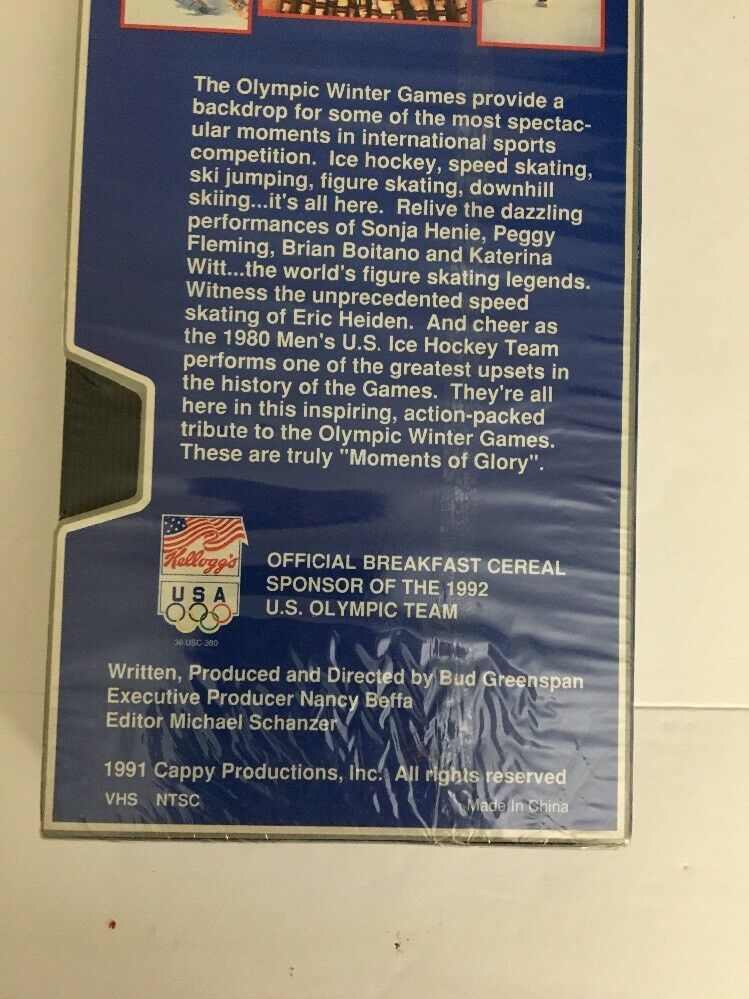 The Olympic Winter Games provide a
backdrop for some of the most spectac-
ular moments in international sports
competition. Ice hockey, speed skating,
ski jumping, figure skating, downhill
skiing...it's all here. Relive the dazzling
performances of Sonja Henie, Peggy
Fleming, Brian Boitano and Katerina
Witt...the world's figure skating legends.
Witness the unprecedented speed
skating of Eric Heiden. And cheer as
the 1980 Men's U.S. Ice Hockey Team
performs one of the greatest upsets in
the history of the Games. They're all
here in this inspiring, action-packed
tribute to the Olympic Winter Games.
These are truly "Moments of Glory".
Kellogg's
USA
36 USC 380
OFFICIAL BREAKFAST CEREAL
SPONSOR OF THE 1992
U.S. OLYMPIC TEAM
Written, Produced and Directed by Bud Greenspan
Executive Producer Nancy Beffa
Editor Michael Schanzer
1991 Cappy Productions, Inc. All rights reserved
VHS NTSC
Made In China